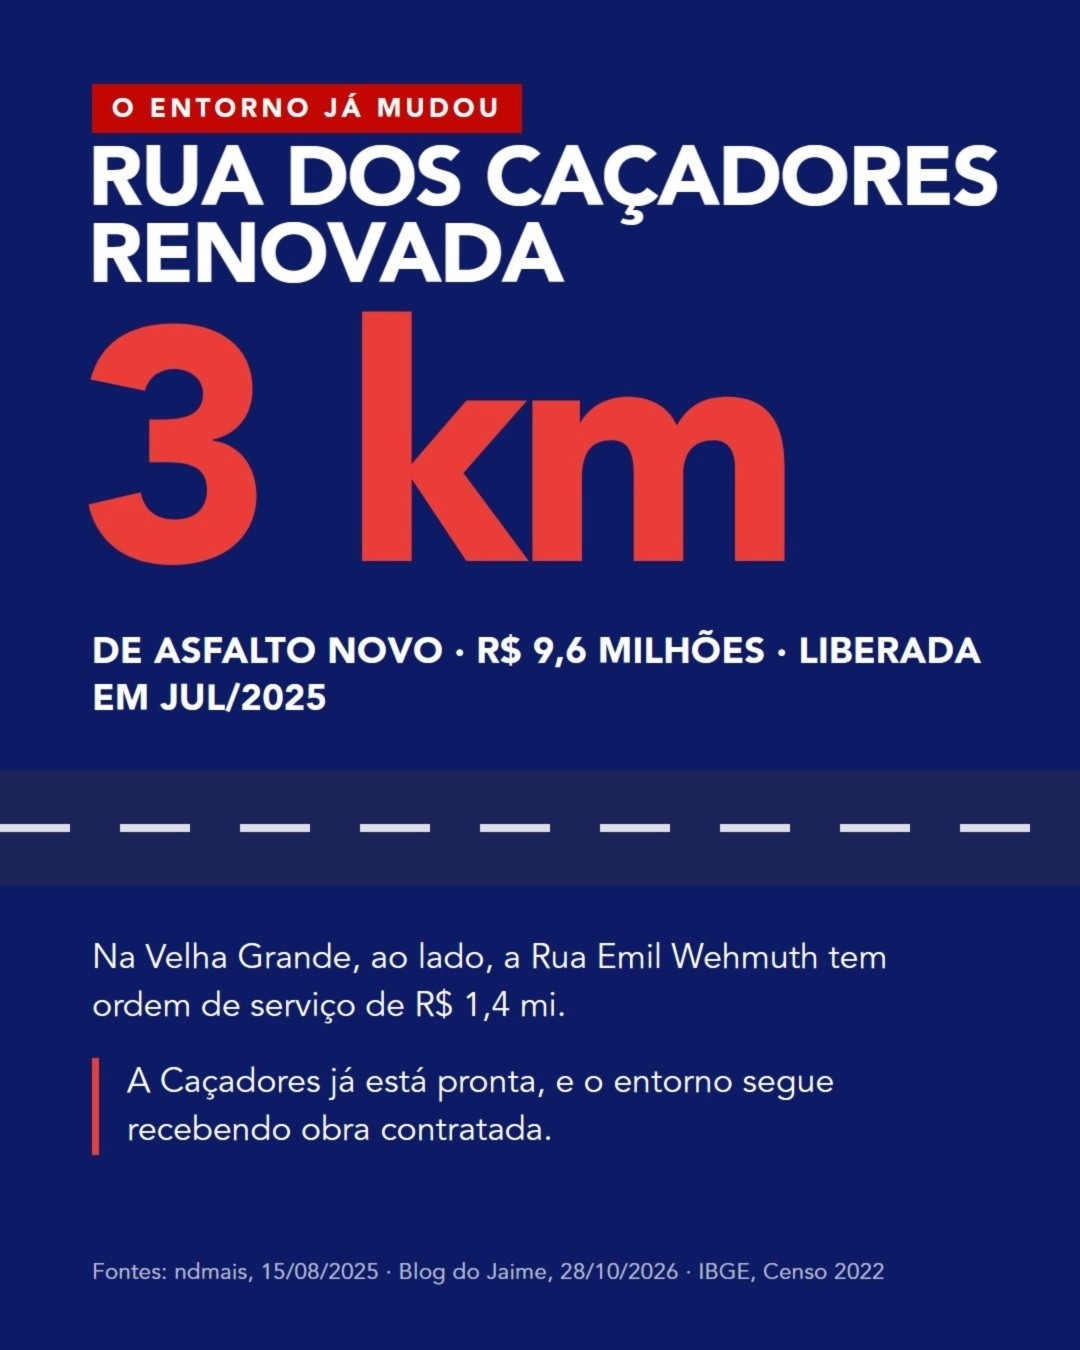 O ENTORNO JÁ MUDOU
RUA DOS CAÇADORES
RENOVADA
3 km
DE ASFALTO NOVO · R$ 9,6 MILHÕES · LIBERADA
EM JUL/2025
Na Velha Grande, ao lado, a Rua Emil Wehmuth tem
ordem de serviço de R$ 1,4 mi.
A Caçadores já está pronta, e o entorno segue
recebendo obra contratada.
Fontes: ndmais, 15/08/2025 · Blog do Jaime, 28/10/2026 · IBGE, Censo 2022